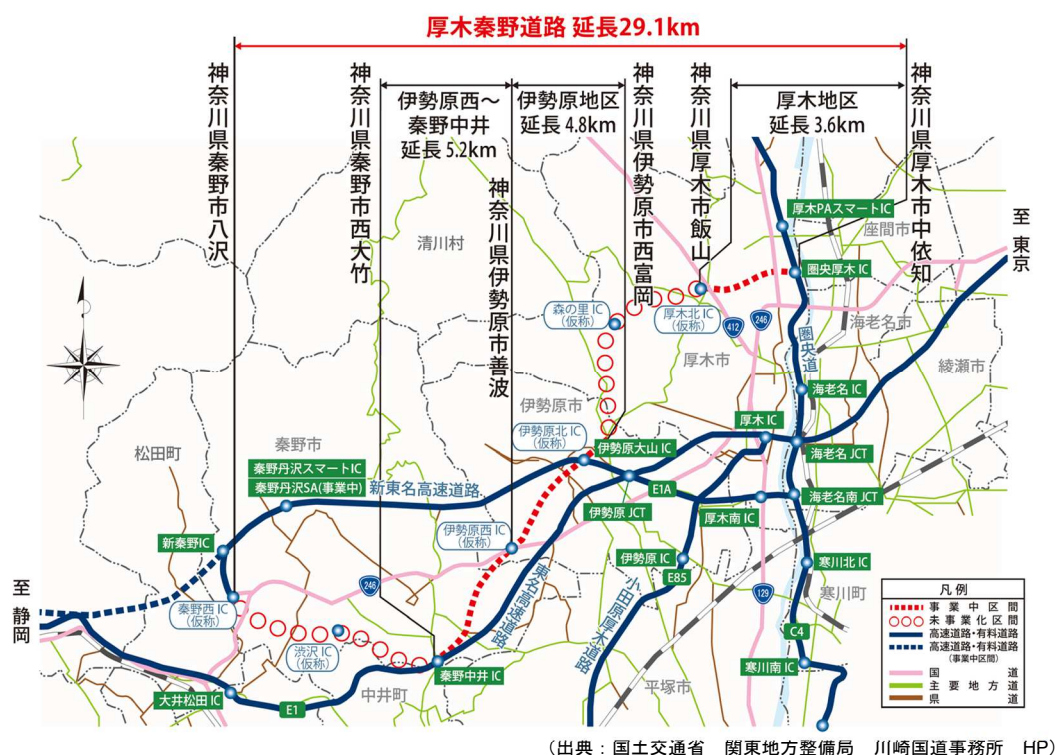 厚木秦野道路 延長29.1km
神奈川県秦野市八沢
神奈川県秦野市西大竹
伊勢原西～
秦野中井
延長 5.2km
神奈川県伊勢原市善波
伊勢原地区
延長 4.8km
神奈川県伊勢原市西富岡
神奈川県厚木市飯山
厚木地区
延長 3.6km
神奈川県厚木市中依知
至 東京
厚木PAスマートIC
座間市
圏央厚木 IC
清川村
森の里 IC
(仮称)
厚木北 IC
(仮称)
412
246
海老名市
圏央道
厚木市
綾瀬市
海老名 IC
伊勢原市
伊勢原北 IC
(仮称)
厚木 IC
伊勢原大山 IC
海老名 JCT
松田町
秦野市
秦野丹沢スマートIC
秦野丹沢SA(事業中)
新東名高速道路
E1A
海老名南 JCT
伊勢原 JCT
厚木南 IC
伊勢原西 IC
(仮称)
新秦野IC
伊勢原 IC
寒川北 IC
E85
246
東名高速道路
小田原厚木道路
129
寒川町
至 静岡
秦野西 IC
(仮称)
渋沢 IC
(仮称)
C4
秦野中井 IC
寒川南 IC
大井松田 IC
E1
中井町
平塚市
凡例
事業中区間
未事業化区間
高速道路・有料道路
高速道路・有料道路
(事業中区間)
国道
主要地方道
県道
(出典：国土交通省 関東地方整備局 川崎国道事務所 HP)